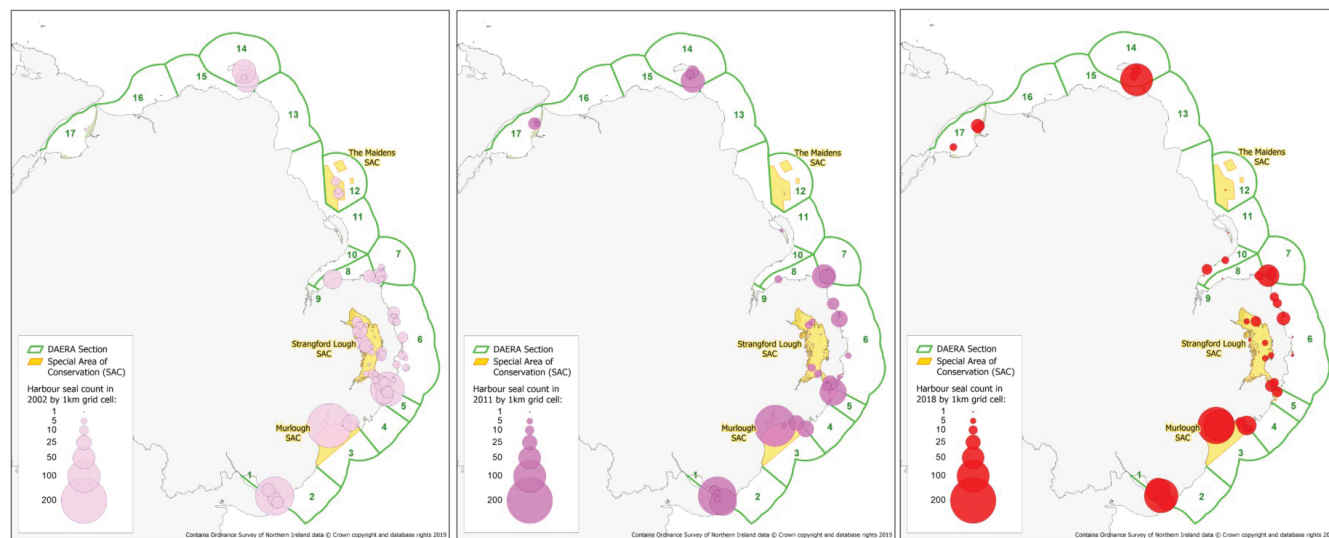 14
15
16
13
17
The Maidens
SAC
12
11
10
7
8
9
Strangford Lough
SAC
6
5
Murlough
SAC
4
3
1
2
DAERA Section
Special Area of
Conservation (SAC)
Harbour seal count in
2002 by 1km grid cell:
1
5
10
25
50
100
200
Contains Ordnance Survey of Northern Ireland data © Crown copyright and database rights 2019
14
15
16
13
17
The Maidens
SAC
12
11
10
7
8
9
Strangford Lough
SAC
6
5
Murlough
SAC
4
3
1
2
DAERA Section
Special Area of
Conservation (SAC)
Harbour seal count in
2011 by 1km grid cell:
1
5
10
25
50
100
200
Contains Ordnance Survey of Northern Ireland data © Crown copyright and database rights 2019
14
15
16
13
17
The Maidens
SAC
12
11
10
7
8
9
Strangford Lough
SAC
6
5
Murlough
SAC
4
3
1
2
DAERA Section
Special Area of
Conservation (SAC)
Harbour seal count in
2018 by 1km grid cell:
1
5
10
25
50
100
200
Contains Ordnance Survey of Northern Ireland data © Crown copyright and database rights 20